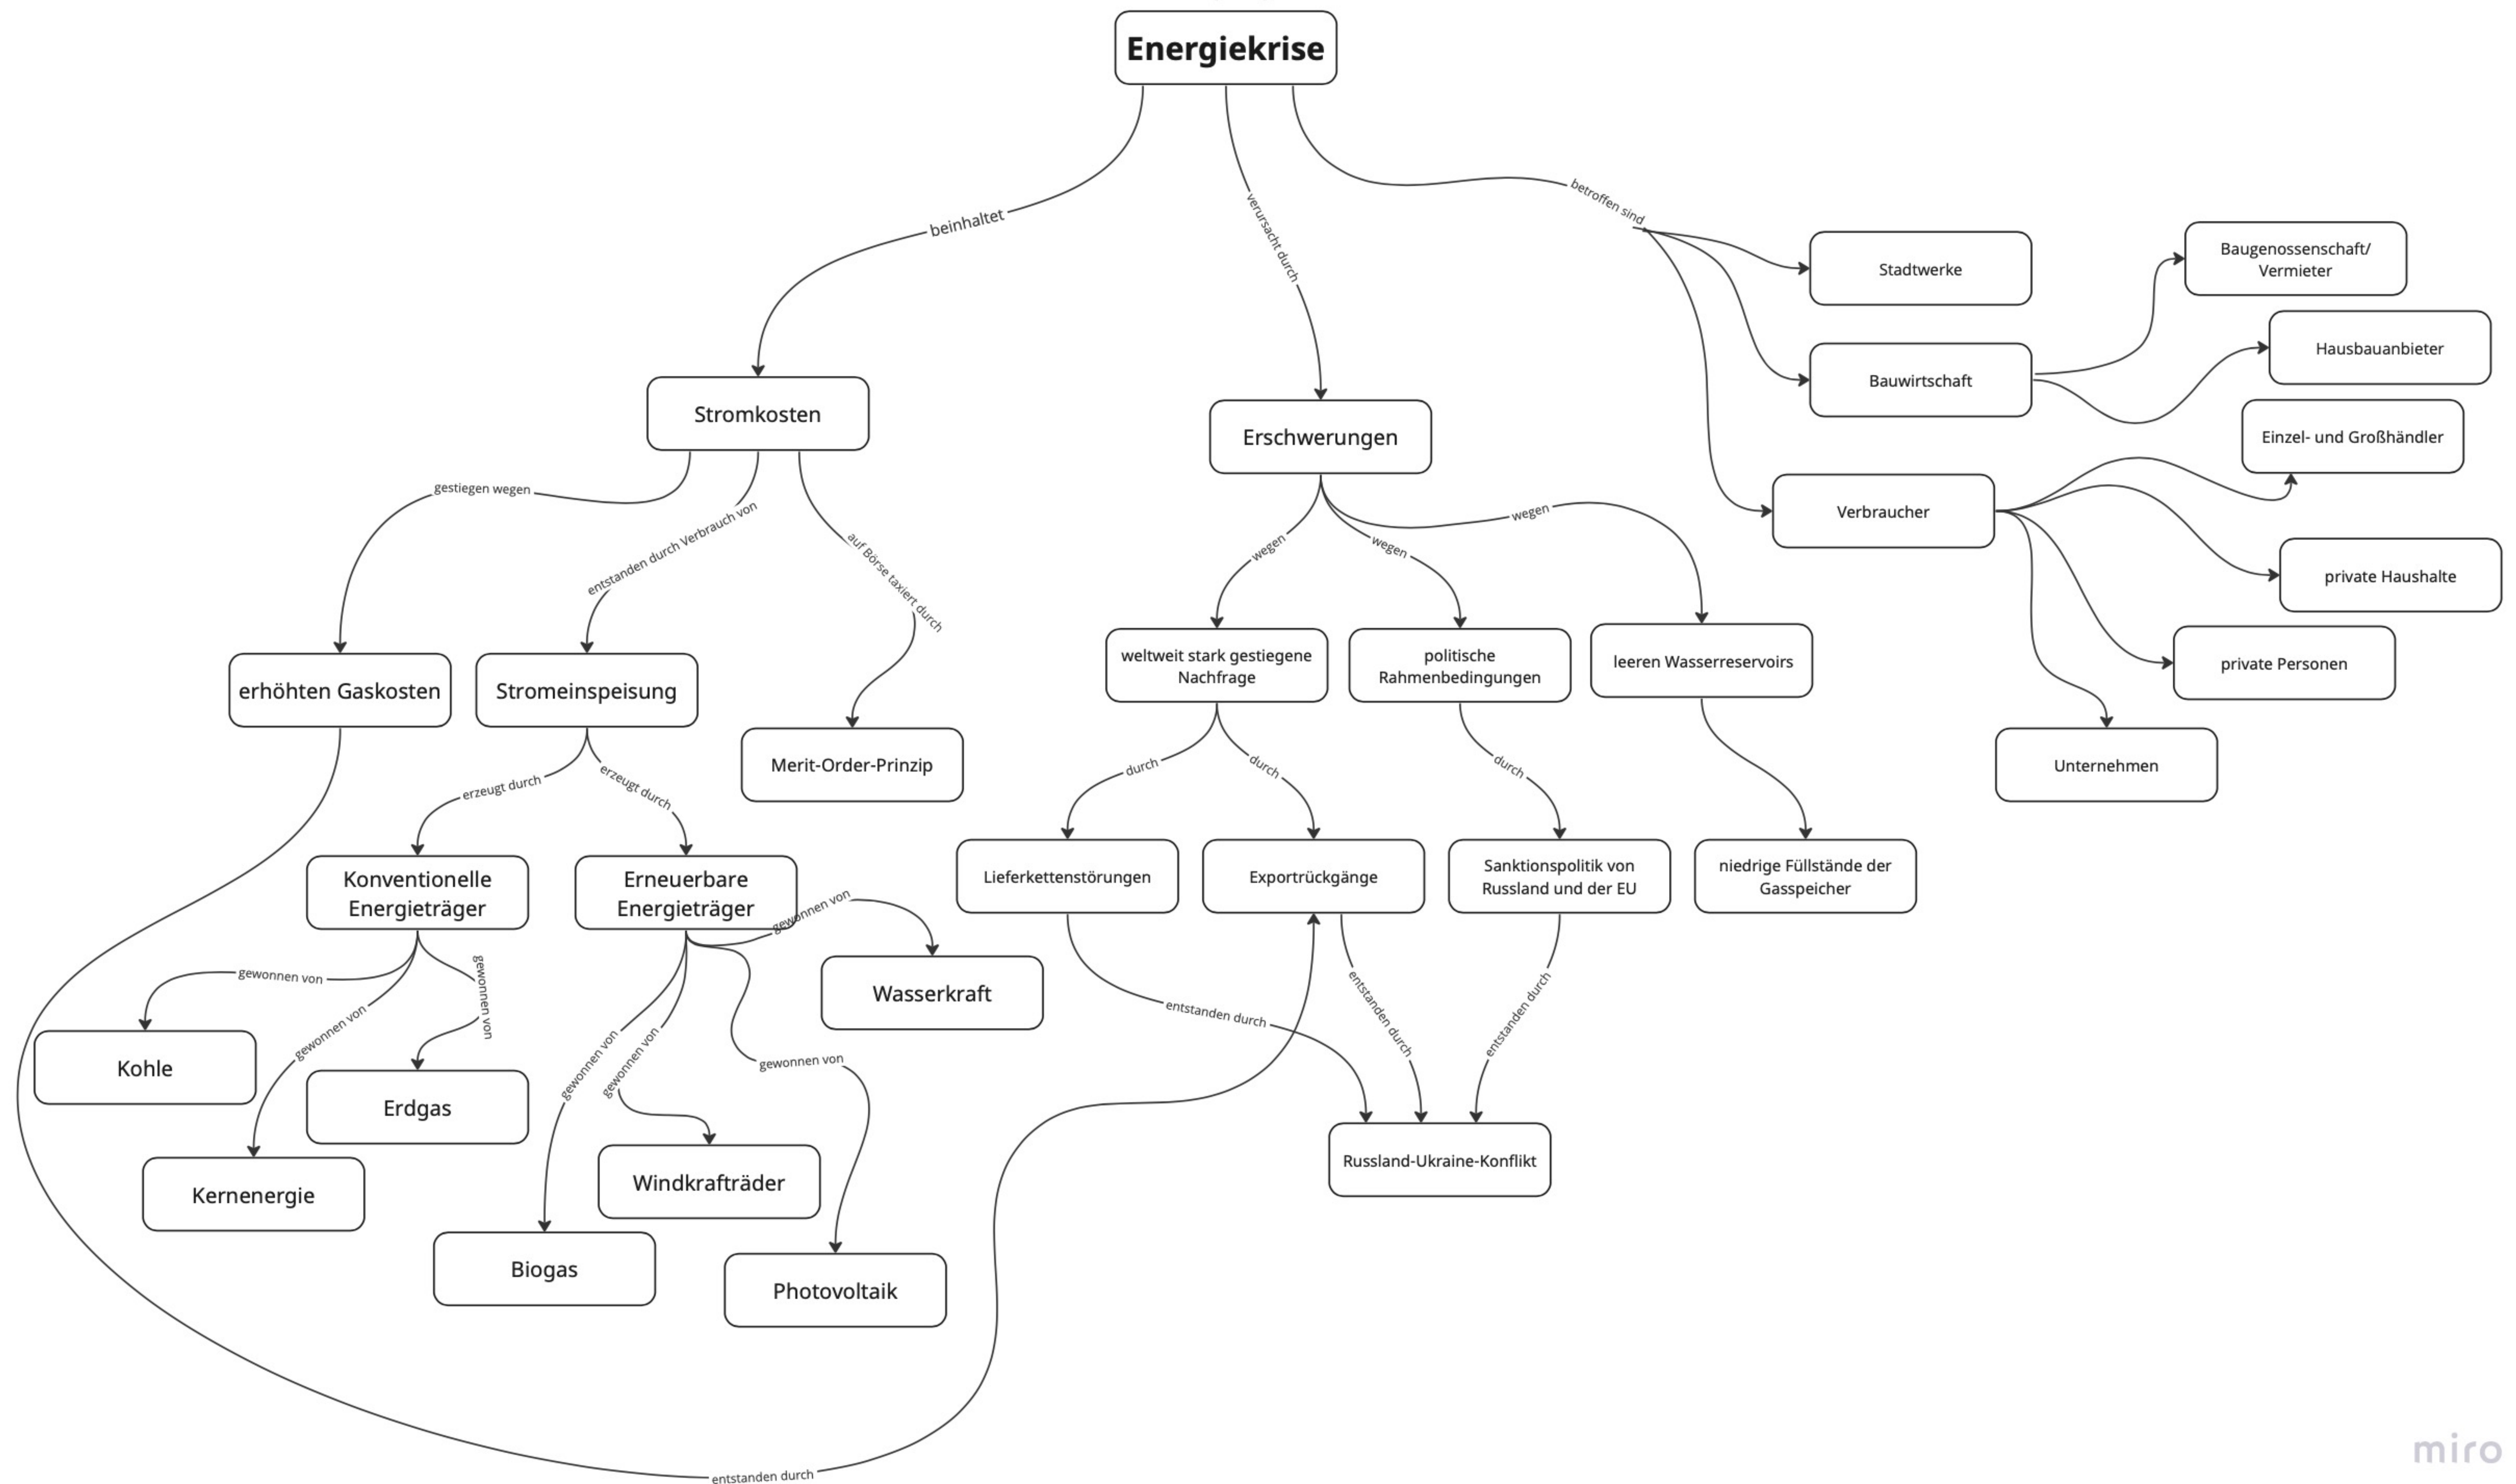 Energiekrise
beinhaltet
verursacht durch
betroffen sind
Stadtwerke
Baugenossenschaft/
Vermieter
Bauwirtschaft
Hausbauanbieter
Einzel- und Großhändler
Verbraucher
private Haushalte
private Personen
Unternehmen
Stromkosten
Erschwerungen
gestiegen wegen
entstanden durch Verbrauch von
auf Börse taxiert durch
wegen
wegen
wegen
erhöhten Gaskosten
Stromeinspeisung
Merit-Order-Prinzip
weltweit stark gestiegene
Nachfrage
politische
Rahmenbedingungen
leeren Wasserreservoirs
erzeugt durch
erzeugt durch
durch
durch
durch
Konventionelle
Energieträger
Erneuerbare
Energieträger
Lieferkettenstörungen
Exportrückgänge
Sanktionspolitik von
Russland und der EU
niedrige Füllstände der
Gasspeicher
gewonnen von
gewonnen von
gewonnen von
gewonnen von
gewonnen von
gewonnen von
gewonnen von
Wasserkraft
Kohle
Erdgas
Kernenergie
Windkrafträder
Biogas
Photovoltaik
entstanden durch
entstanden durch
entstanden durch
Russland-Ukraine-Konflikt
entstanden durch
miro